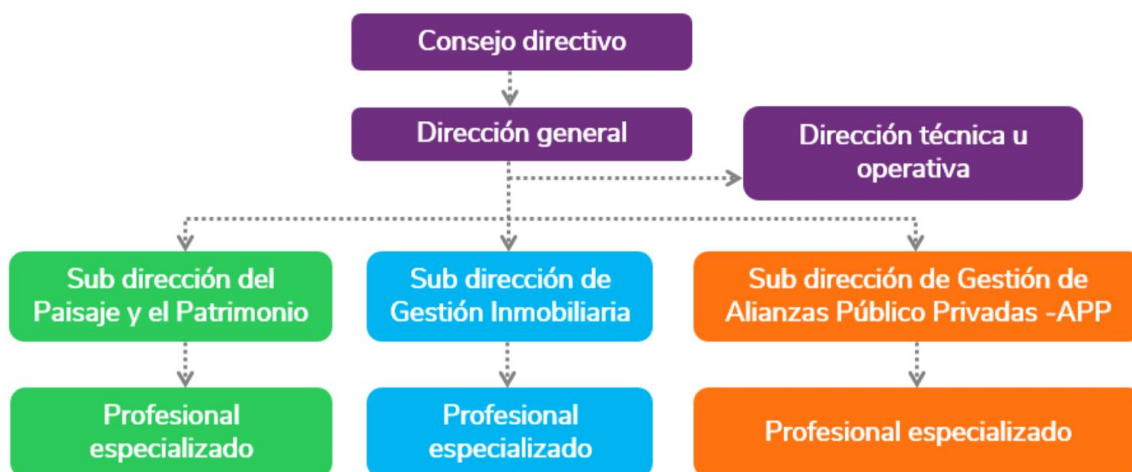 Consejo directivo
Dirección general
Dirección técnica u
operativa
Sub dirección del
Paisaje y el Patrimonio
Sub dirección de
Gestión Inmobiliaria
Sub dirección de Gestión de
Alianzas Público Privadas -APP
Profesional
especializado
Profesional
especializado
Profesional especializado